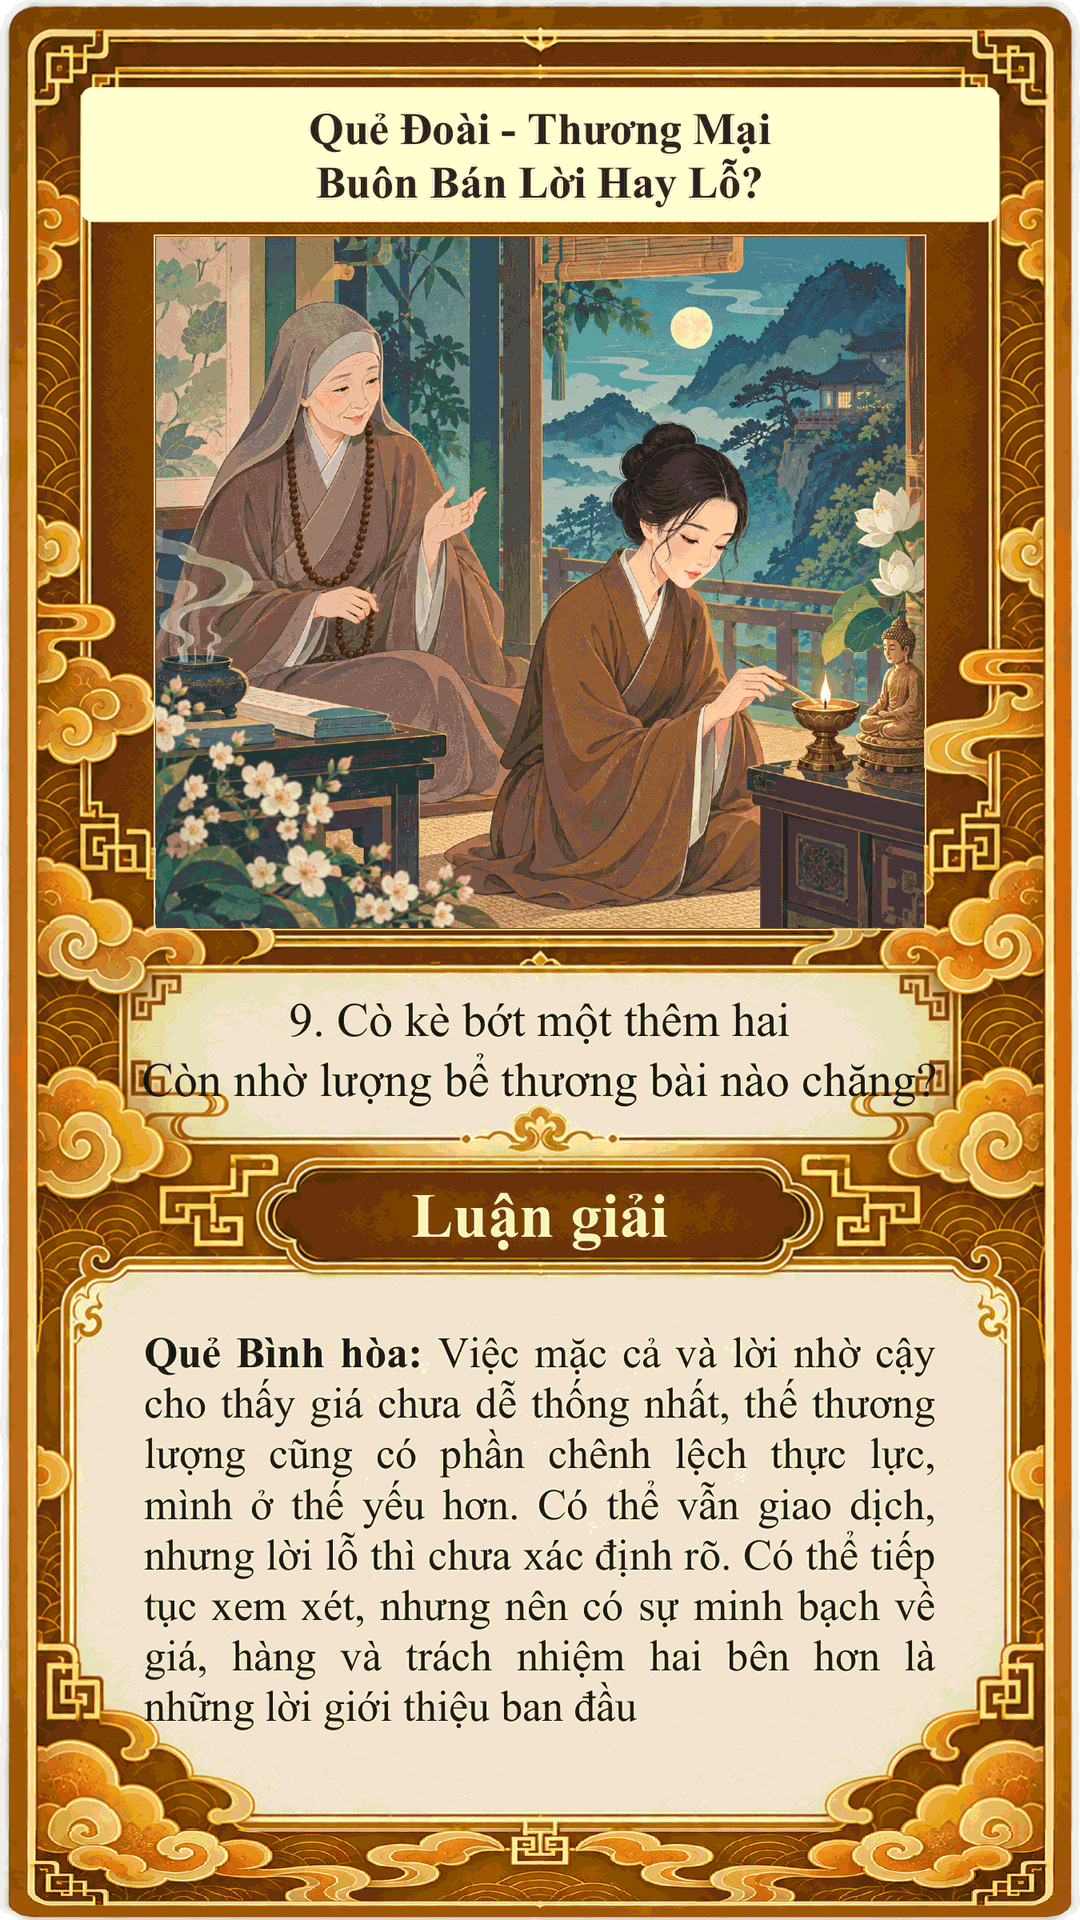 Quẻ Đoài - Thương Mại
Buôn Bán Lời Hay Lỗ?
9. Cò kè bớt một thêm hai
Còn nhờ lượng bể thương bài nào chăng?
Luận giải
Quẻ Bình hòa: Việc mặc cả và lời nhờ cậy
cho thấy giá chưa dễ thống nhất, thế thương
lượng cũng có phần chênh lệch thực lực,
mình ở thế yếu hơn. Có thể vẫn giao dịch,
nhưng lời lỗ thì chưa xác định rõ. Có thể tiếp
tục xem xét, nhưng nên có sự minh bạch về
giá, hàng và trách nhiệm hai bên hơn là
những lời giới thiệu ban đầu